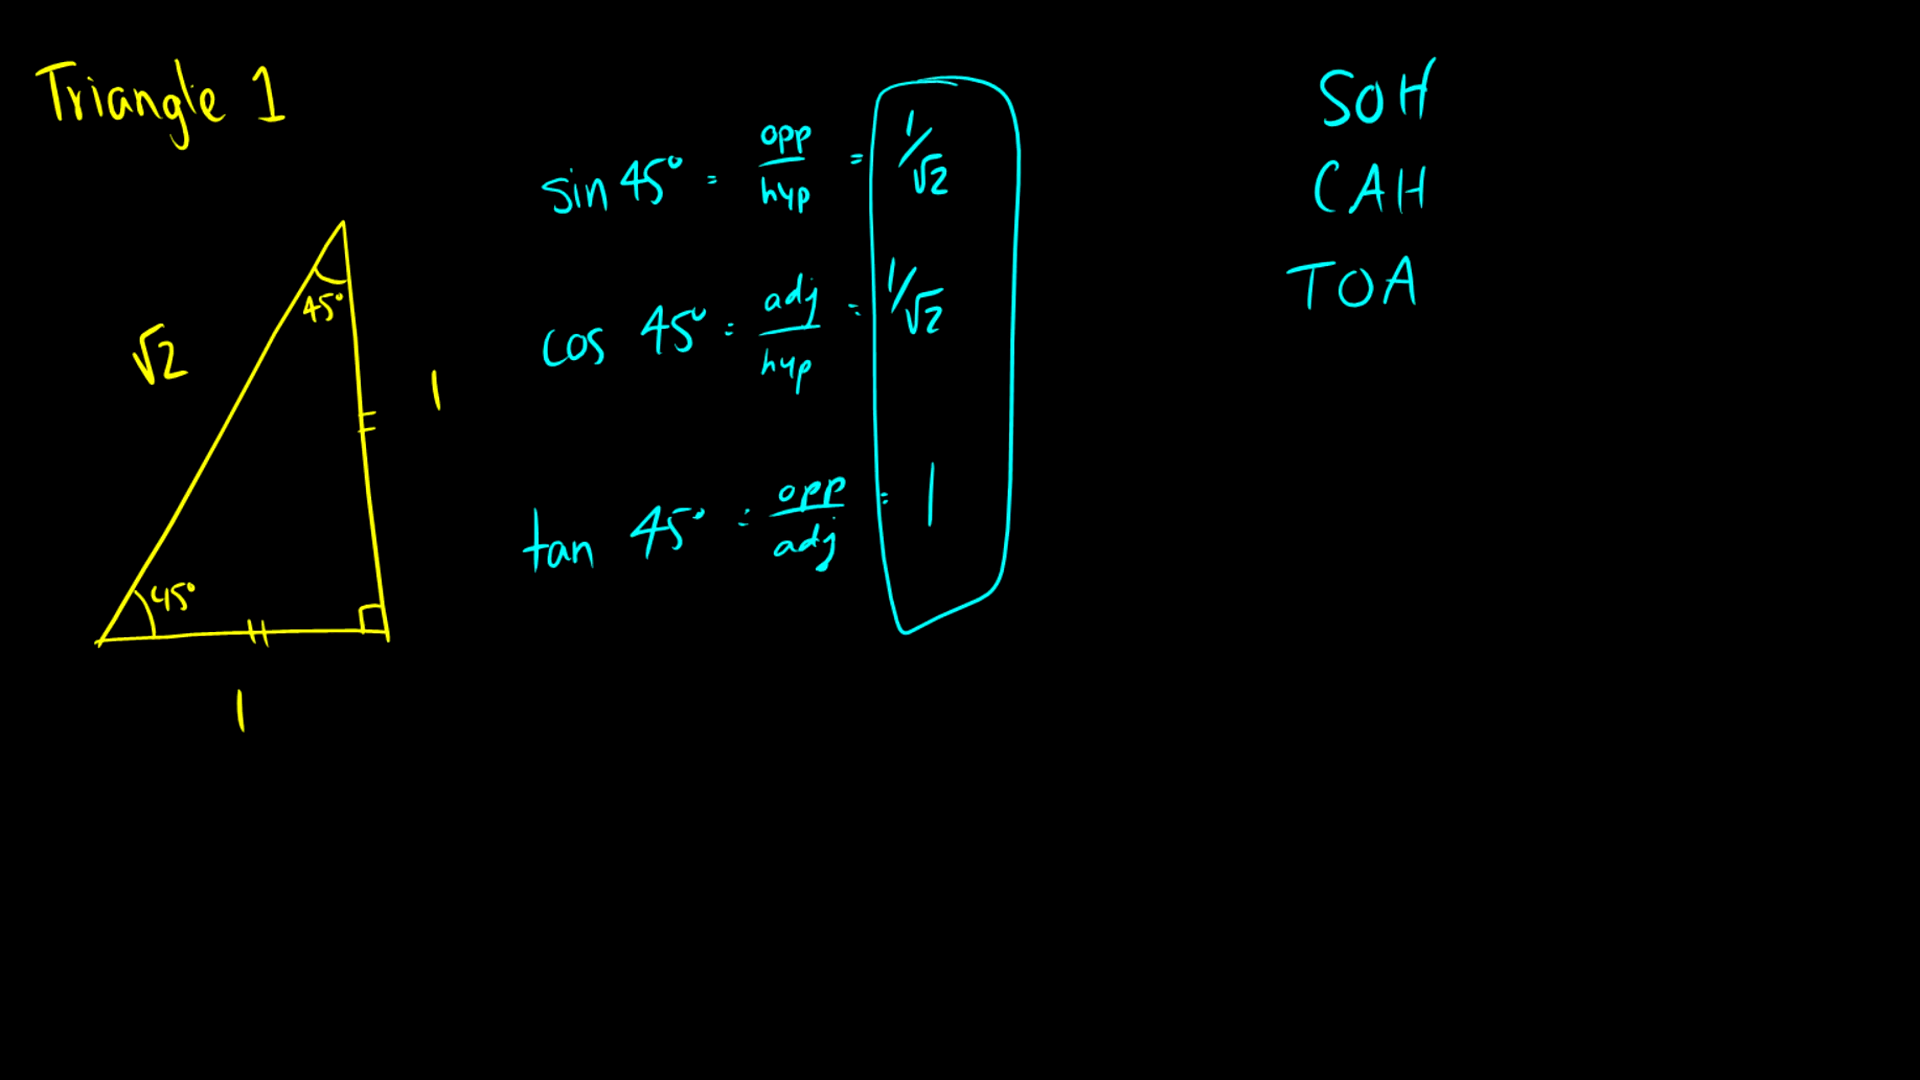 Triangle 1
45°
√2
1
45°
1
sin 45° = opp/hyp = 1/√2
cos 45° = adj/hyp = 1/√2
tan 45° = opp/adj = 1
SOH
CAH
TOA